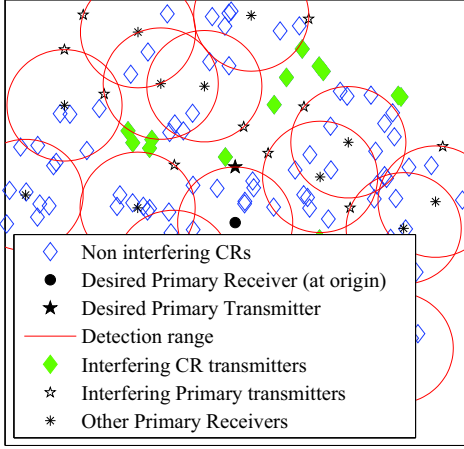 Non interfering CRs
Desired Primary Receiver (at origin)
Desired Primary Transmitter
Detection range
Interfering CR transmitters
Interfering Primary transmitters
Other Primary Receivers